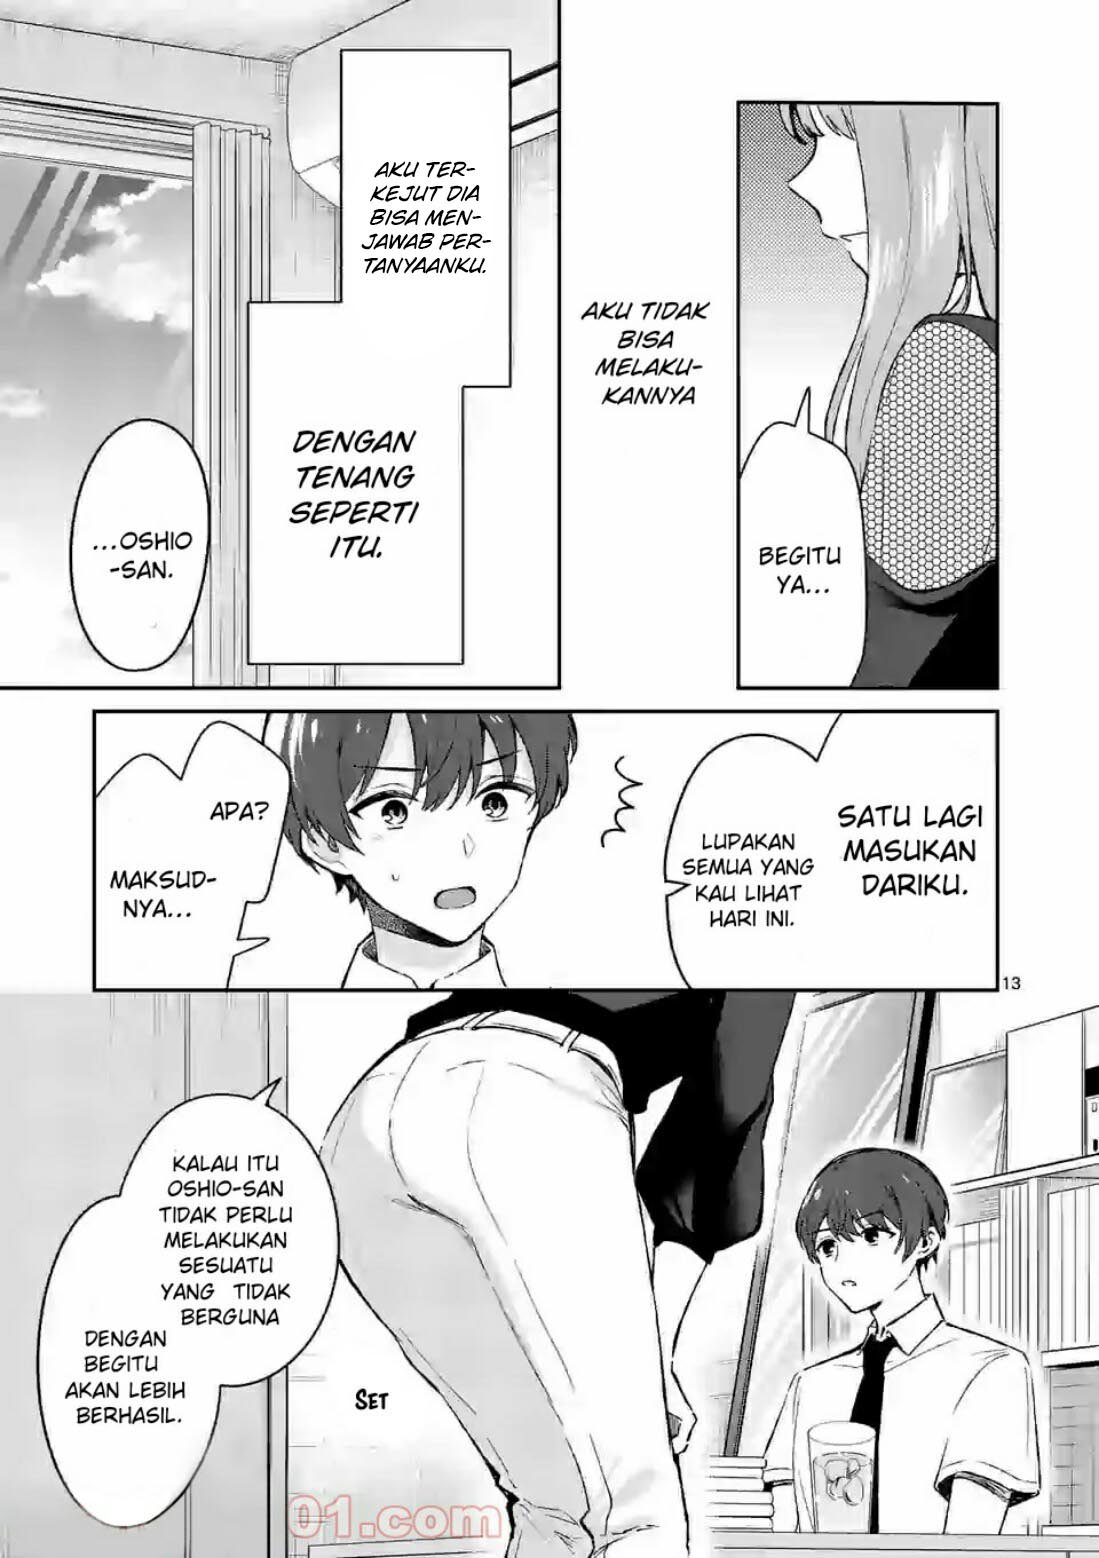 BEGITU
YA...
AKU TIDAK
BISA
MELAKU-
KANNYA
AKU TER-
KEJUT DIA
BISA MEN-
JAWAB PER-
TANYAANKU.
DENGAN
TENANG
SEPERTI
ITU.
...OSHIO
-SAN.
SATU LAGI
MASUKAN
DARIKU.
LUPAKAN
SEMUA YANG
KAU LIHAT
HARI INI.
APA?
MAKSUD-
NYA...
13
KALAU ITU
OSHIO-SAN
TIDAK PERLU
MELAKUKAN
SESUATU
YANG TIDAK
BERGUNA
DENGAN
BEGITU
AKAN LEBIH
BERHASIL.
SET
01.com